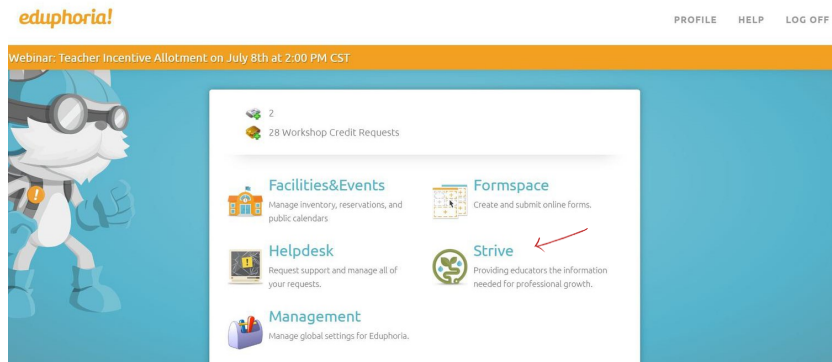 eduphoria!
PROFILE HELP LOG OFF
Webinar: Teacher Incentive Allotment on July 8th at 2:00 PM CST
2
28 Workshop Credit Requests
Facilities&Events
Manage inventory, reservations, and
public calendars
Formspace
Create and submit online forms.
Helpdesk
Request support and manage all of
your requests.
Strive
Providing educators the information
needed for professional growth.
Management
Manage global settings for Eduphoria.